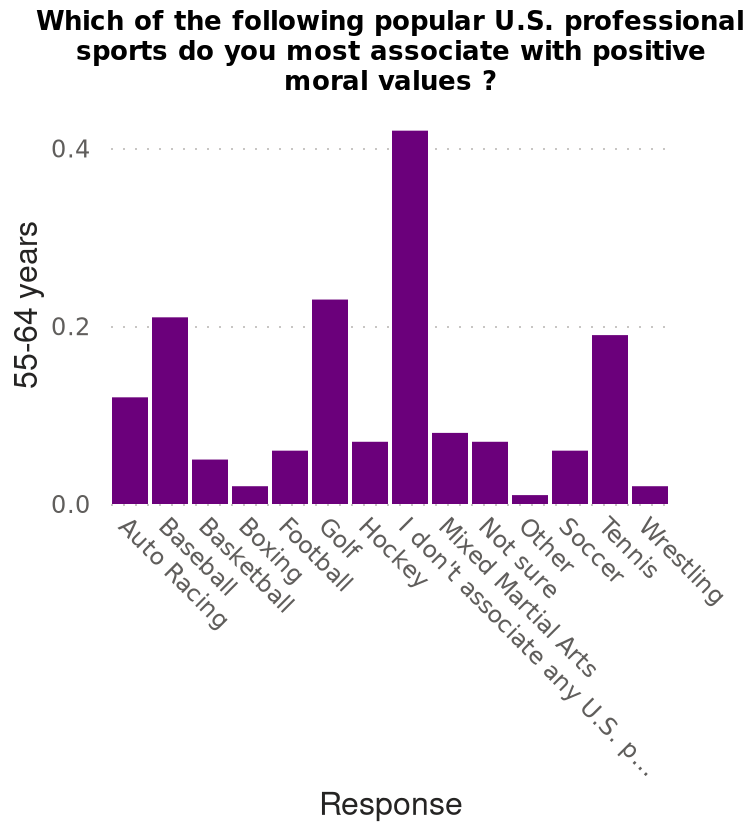 Which of the following popular U.S. professional
sports do you most associate with positive
moral values ?
55-64 years
0.4
0.2
0.0
Auto Racing
Baseball
Basketball
Boxing
Football
Golf
Hockey
I don't associate any U.S. p...
Mixed Martial Arts
Not sure
Other
Soccer
Tennis
Wrestling
Response